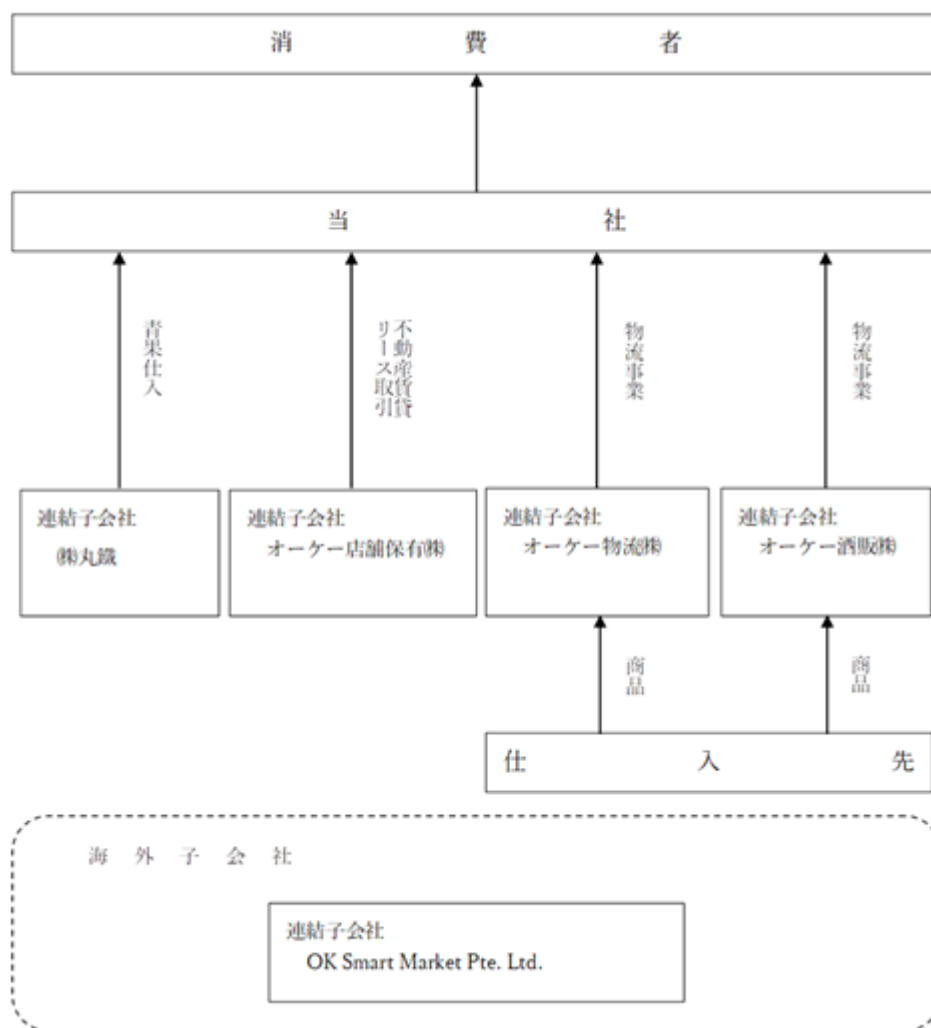 消費者
当社
青果仕入
不動産賃貸
リース取引
物流事業
物流事業
連結子会社
㈱丸鐵
連結子会社
オーケー店舗保有㈱
連結子会社
オーケー物流㈱
連結子会社
オーケー酒販㈱
商品
商品
仕入先
海外子会社
連結子会社
OK Smart Market Pte. Ltd.